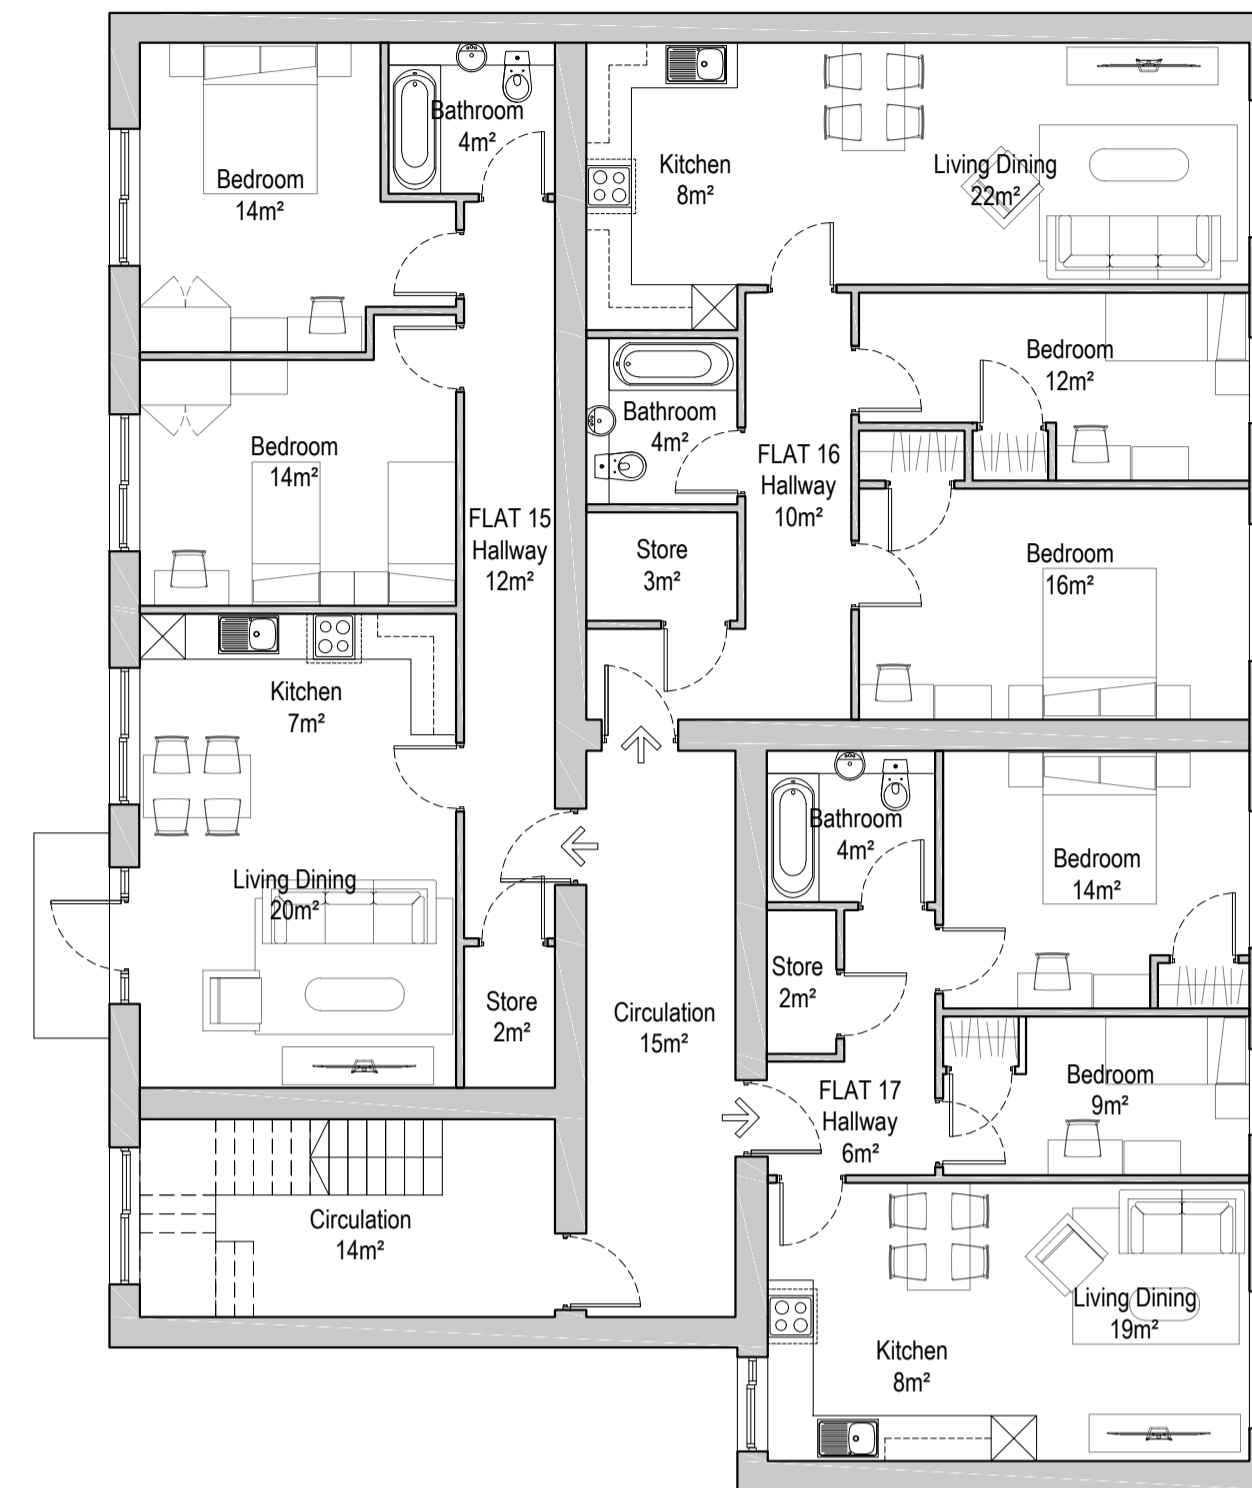 Bedroom
14m²
Bathroom
4m²
Bedroom
14m²
FLAT 15
Hallway
12m²
Kitchen
7m²
Living Dining
20m²
Store
2m²
Kitchen
8m²
Living Dining
22m²
Bathroom
4m²
FLAT 16
Hallway
10m²
Bedroom
12m²
Store
3m²
Bedroom
16m²
Bathroom
4m²
Bedroom
14m²
Store
2m²
Circulation
15m²
FLAT 17
Hallway
6m²
Bedroom
9m²
Circulation
14m²
Living Dining
19m²
Kitchen
8m²